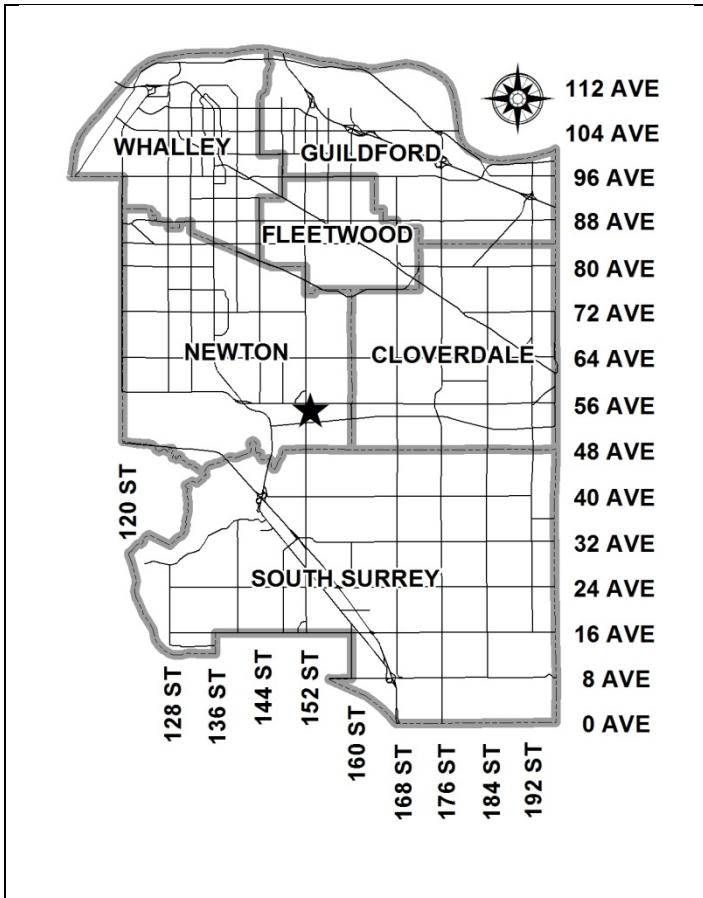 112 AVE
104 AVE
WHALLEY
GUILDFORD
96 AVE
88 AVE
FLEETWOOD
80 AVE
72 AVE
NEWTON
CLOVERDALE
64 AVE
56 AVE
48 AVE
120 ST
40 AVE
32 AVE
SOUTH SURREY
24 AVE
16 AVE
8 AVE
0 AVE
128 ST
136 ST
144 ST
152 ST
160 ST
168 ST
176 ST
184 ST
192 ST